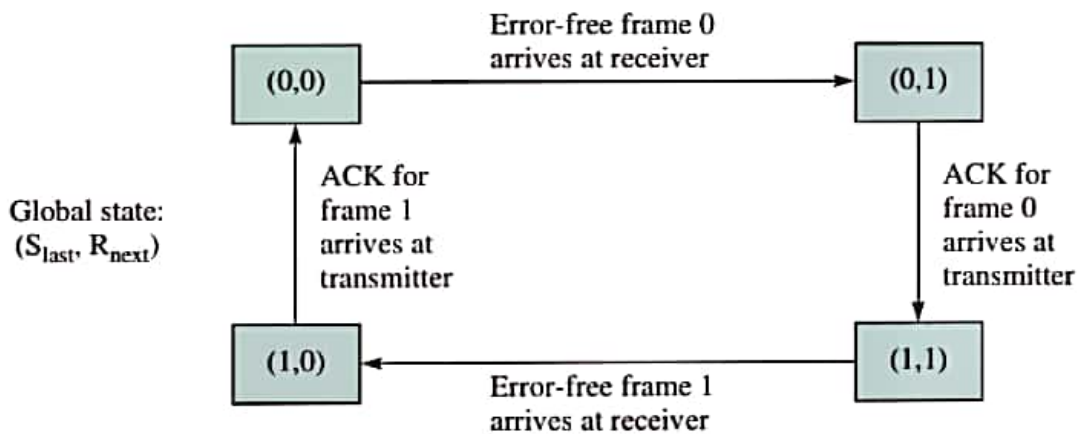 Error-free frame 0
arrives at receiver
(0,0)
(0,1)
ACK for
frame 1
arrives at
transmitter
ACK for
frame 0
arrives at
transmitter
Global state:
(Slast, Rnext)
(1,0)
(1,1)
Error-free frame 1
arrives at receiver